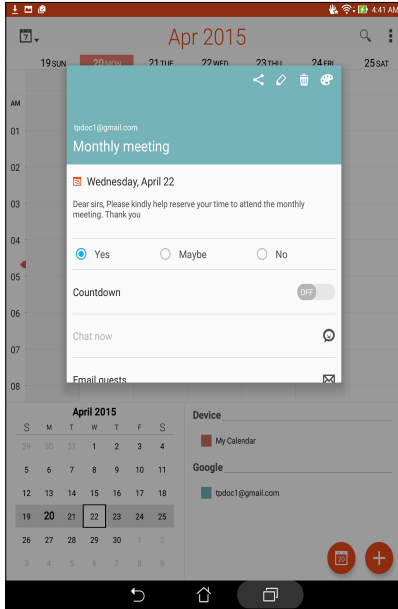 4:41 AM
7
Apr 2015
19 SUN 20 MON 21 TUE 22 WED 23 THU 24 FRI 25 SAT
AM
01
02
03
04
05
06
07
08
tpdoc1@gmail.com
Monthly meeting
Wednesday, April 22
Dear sirs, Please kindly help reserve your time to attend the monthly
meeting. Thank you
Yes Maybe No
Countdown OFF
Chat now
Email guests
April 2015
S M T W T F S
29 30 31 1 2 3 4
5 6 7 8 9 10 11
12 13 14 15 16 17 18
19 20 21 22 23 24 25
26 27 28 29 30 1 2
3 4 5 6 7 8 9
Device
My Calendar
Google
tpdoc1@gmail.com
20